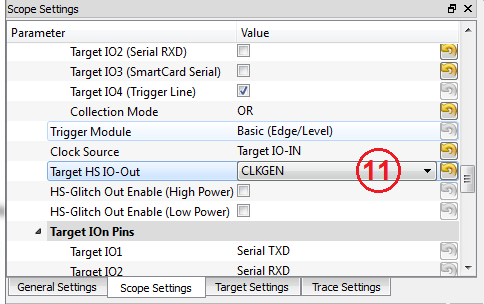 Scope Settings
Parameter Value
Target IO2 (Serial RXD)
Target IO3 (SmartCard Serial)
Target IO4 (Trigger Line)
Collection Mode OR
Trigger Module Basic (Edge/Level)
Clock Source Target IO-IN
Target HS IO-Out CLKGEN 11
HS-Glitch Out Enable (High Power)
HS-Glitch Out Enable (Low Power)
Target IOn Pins
Target IO1 Serial TXD
Target IO2 Serial RXD
General Settings Scope Settings Target Settings Trace Settings